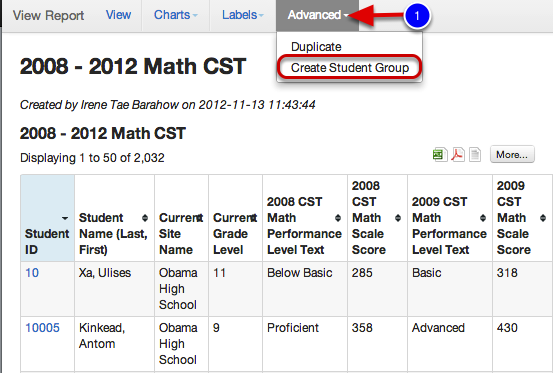 View Report View Charts Labels Advanced 1
Duplicate
Create Student Group
2008 - 2012 Math CST
Created by Irene Tae Barahow on 2012-11-13 11:43:44
2008 - 2012 Math CST
Displaying 1 to 50 of 2,032 More...
Student ID
Student Name (Last, First)
Current Site Name
Current Grade Level
2008 CST Math Performance Level Text
2008 CST Math Scale Score
2009 CST Math Performance Level Text
2009 CST Math Scale Score
10 Xa, Ulises Obama High School 11 Below Basic 285 Basic 318
10005 Kinkead, Antom Obama High School 9 Proficient 358 Advanced 430